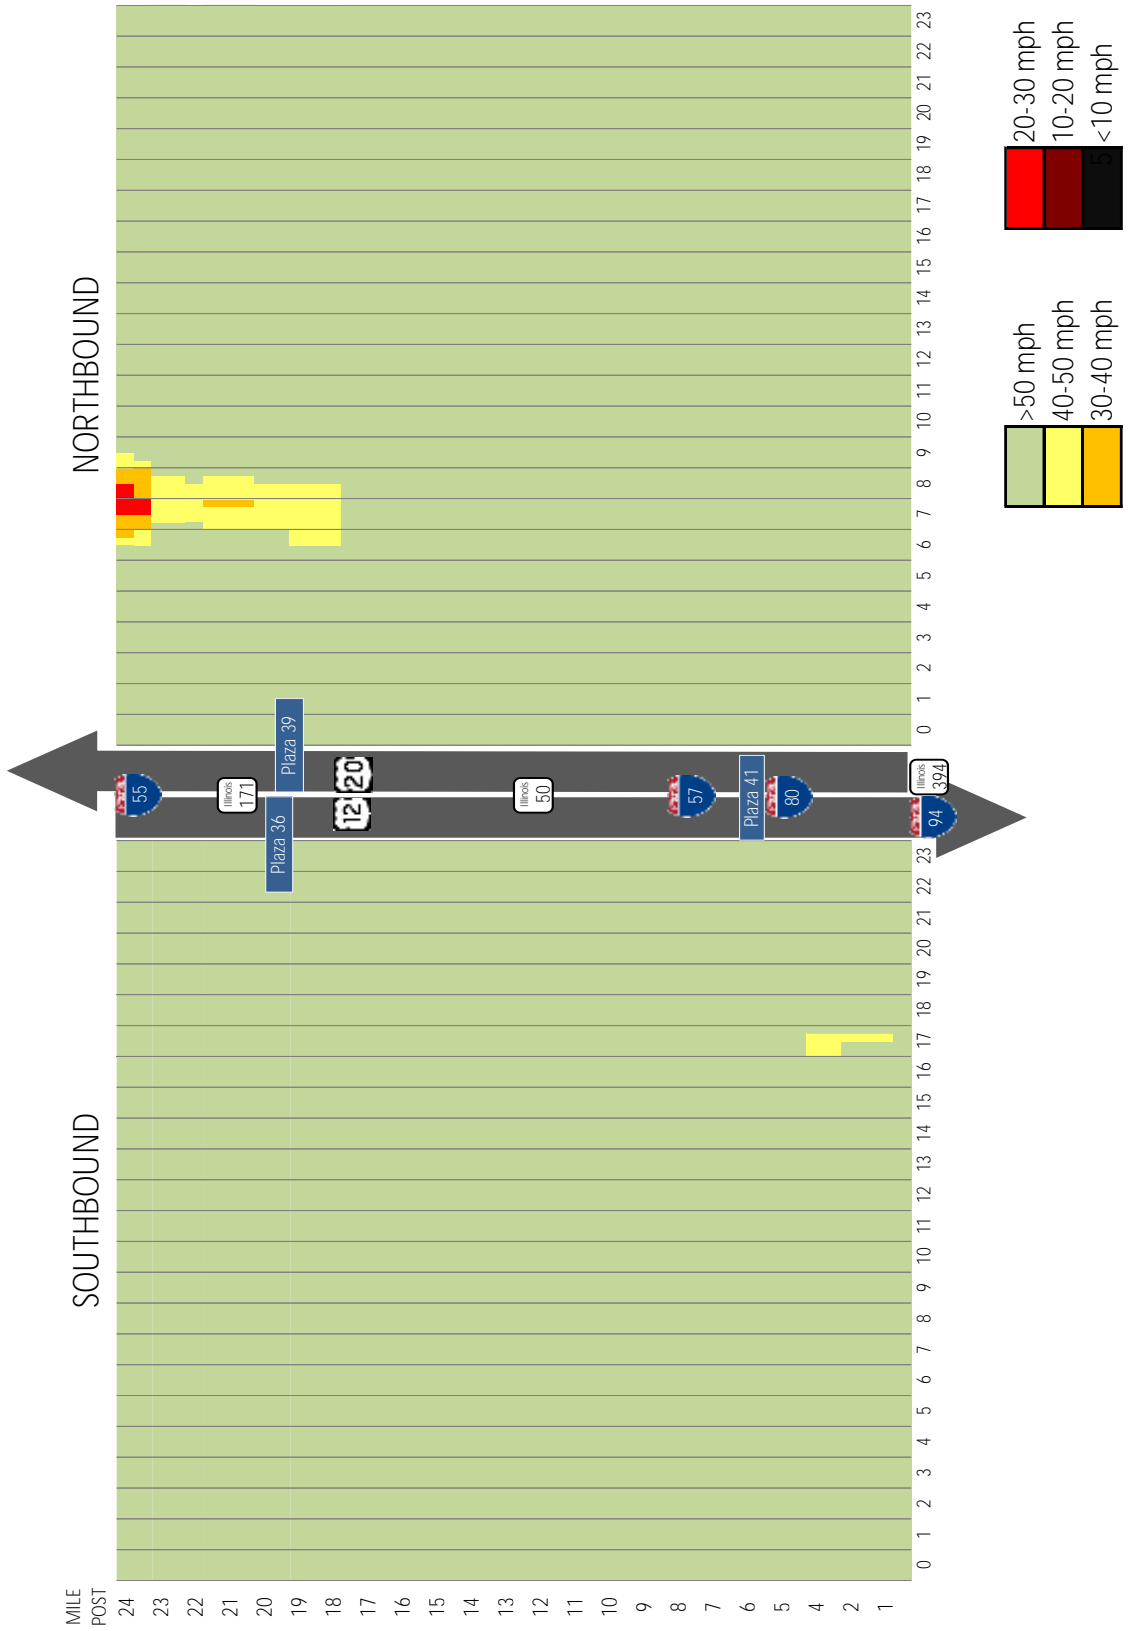 MILE
POST
SOUTHBOUND
NORTHBOUND
24
23
22
21
20
19
18
17
16
15
14
13
12
11
10
9
8
7
6
5
4
2
1
55
Illinois
171
Plaza 36
Plaza 39
12 20
Illinois
50
57
Plaza 41
80
94
Illinois
394
0 1 2 3 4 5 6 7 8 9 10 11 12 13 14 15 16 17 18 19 20 21 22 23
0 1 2 3 4 5 6 7 8 9 10 11 12 13 14 15 16 17 18 19 20 21 22 23
>50 mph
40-50 mph
30-40 mph
20-30 mph
10-20 mph
<10 mph
5